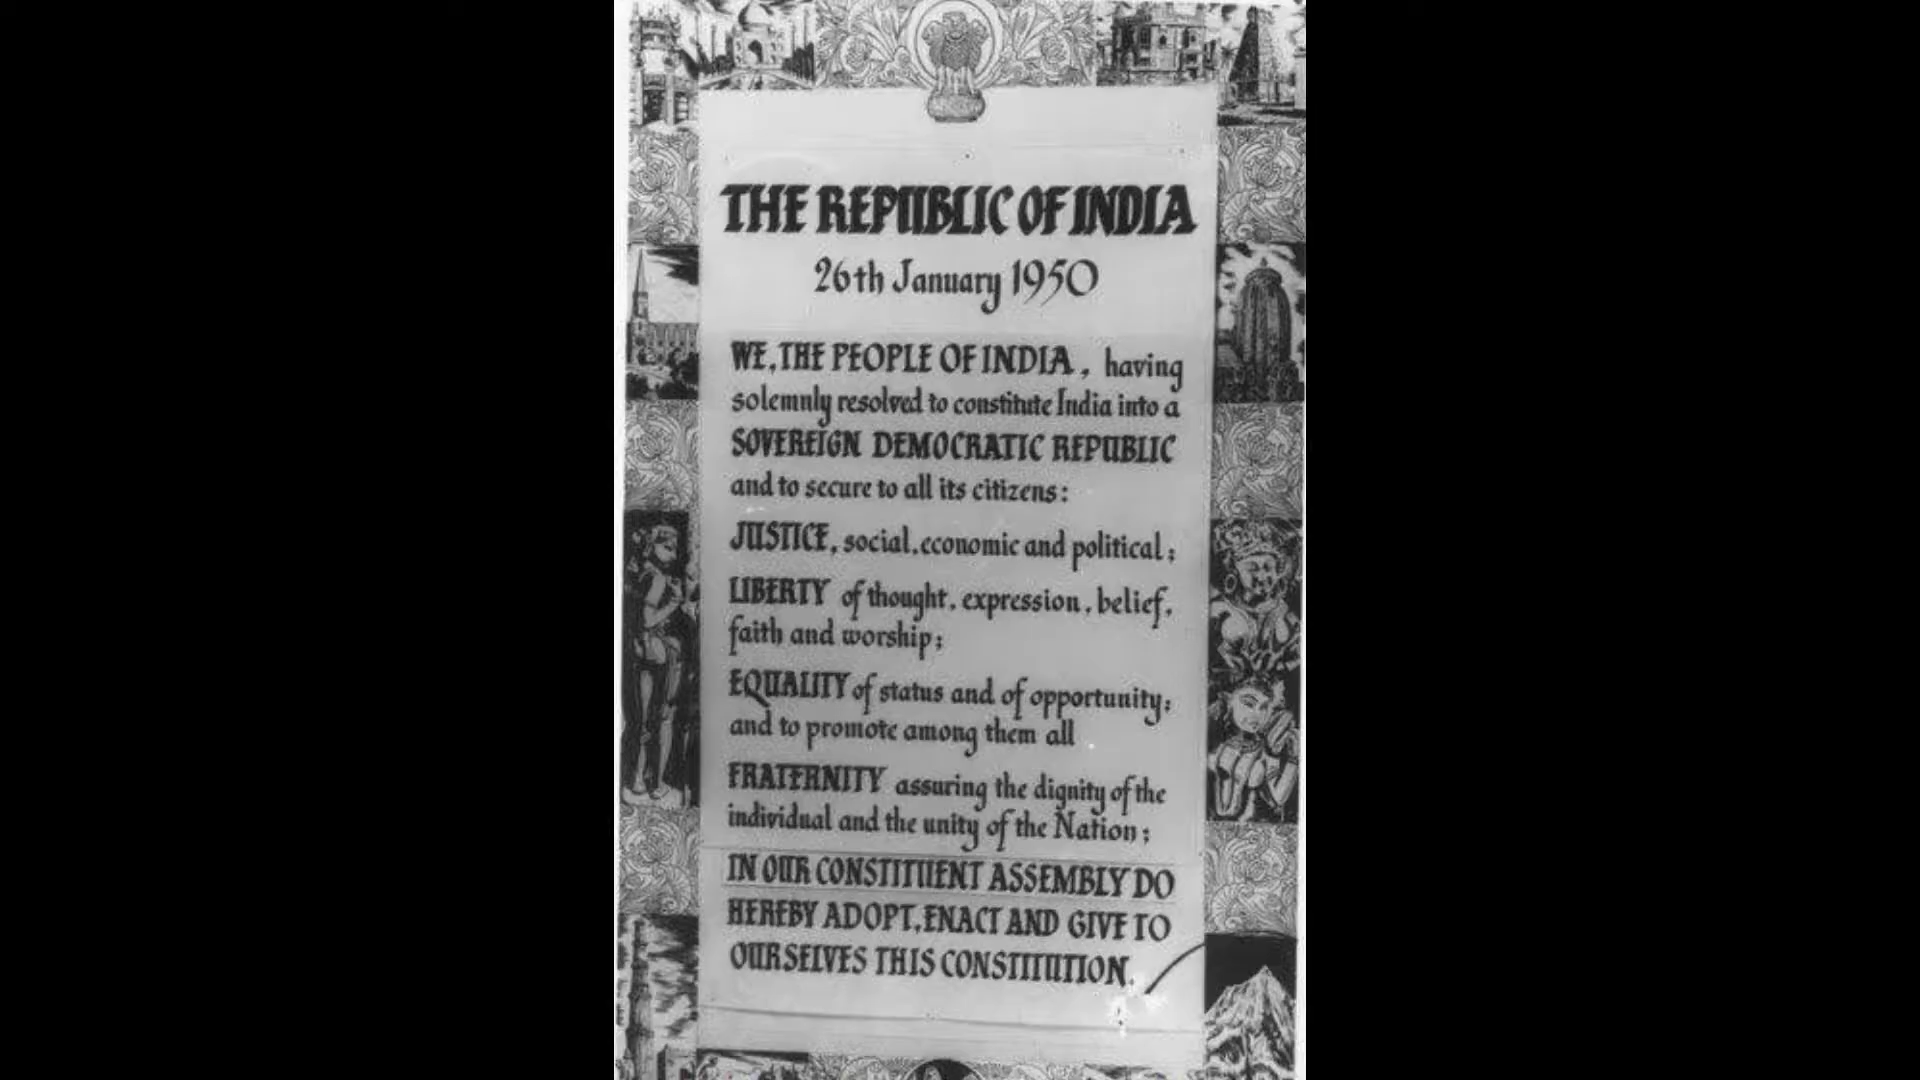 THE REPUBLIC OF INDIA
26th January 1950
WE, THE PEOPLE OF INDIA, having
solemnly resolved to constitute India into a
SOVEREIGN DEMOCRATIC REPUBLIC
and to secure to all its citizens:
JUSTICE, social, economic and political;
LIBERTY of thought, expression, belief,
faith and worship;
EQUALITY of status and of opportunity;
and to promote among them all
FRATERNITY assuring the dignity of the
individual and the unity of the Nation;
IN OUR CONSTITUENT ASSEMBLY DO
HEREBY ADOPT, ENACT AND GIVE TO
OURSELVES THIS CONSTITUTION.